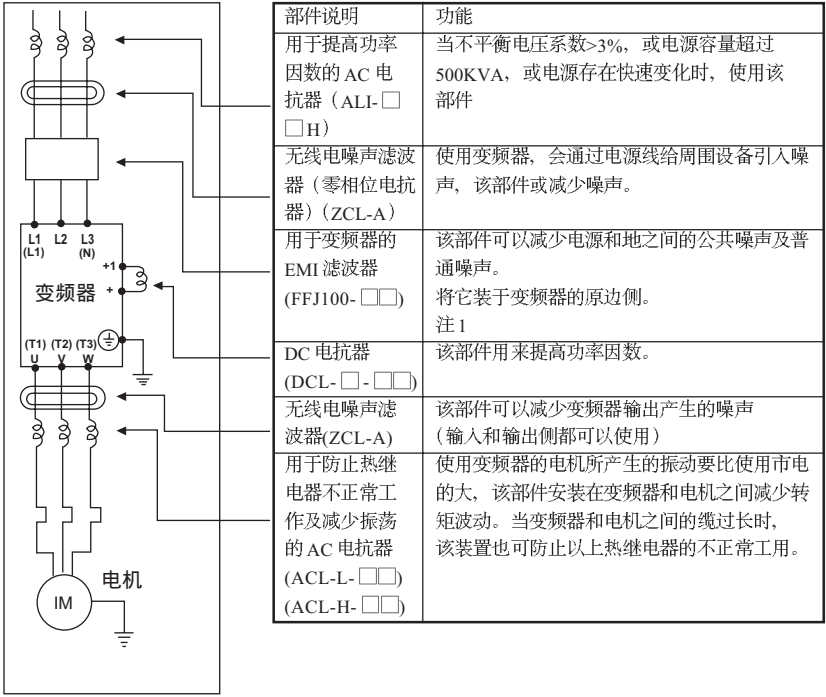 部件说明 功能
用于提高功率
因数的 AC 电
抗器（ALI-□
□H）
当不平衡电压系数>3%，或电源容量超过
500KVA，或电源存在快速变化时，使用该
部件
无线电噪声滤波
器（零相位电抗
器）（ZCL-A）
使用变频器，会通过电源线给周围设备引入噪
声，该部件或减少噪声。
用于变频器的
EMI 滤波器
(FFJ100- □□)
该部件可以减少电源和地之间的公共噪声及普
通噪声。
将它装于变频器的原边侧。
注 1
DC 电抗器
(DCL- □ - □□)
该部件用来提高功率因数。
无线电噪声滤
波器(ZCL-A)
该部件可以减少变频器输出产生的噪声
（输入和输出侧都可以使用）
用于防止热继
电器不正常工
作及减少振荡
的 AC 电抗器
(ACL-L- □□)
(ACL-H- □□)
使用变频器的电机所产生的振动要比使用市电
的大，该部件安装在变频器和电机之间减少转
矩波动。当变频器和电机之间的缆过长时，
该装置也可防止以上热继电器的不正常工用。
L1 L2 L3
(L1) (N)
+1
变频器 +
(T1) (T2) (T3)
U V W
电机
IM